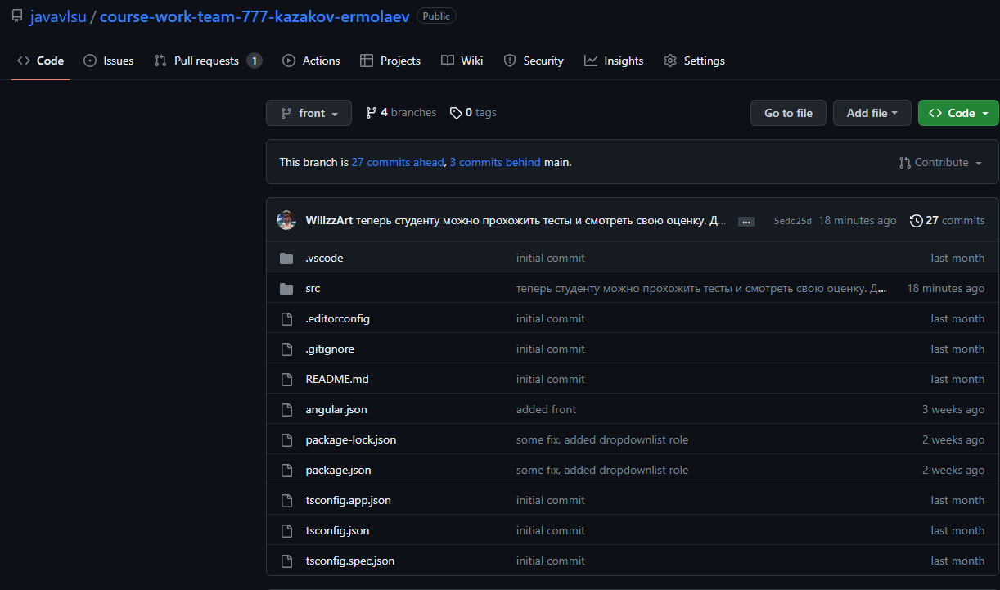 javavlsu / course-work-team-777-kazakov-ermolaev Public
Code Issues Pull requests 1 Actions Projects Wiki Security Insights Settings
front 4 branches 0 tags Go to file Add file Code
This branch is 27 commits ahead, 3 commits behind main. Contribute
WillzzArt теперь студенту можно прохожить тесты и смотреть свою оценку. Д... ... 5edc25d 18 minutes ago 27 commits
.vscode initial commit last month
src теперь студенту можно прохожить тесты и смотреть свою оценку. Д... 18 minutes ago
.editorconfig initial commit last month
.gitignore initial commit last month
README.md initial commit last month
angular.json added front 3 weeks ago
package-lock.json some fix, added dropdownlist role 2 weeks ago
package.json some fix, added dropdownlist role 2 weeks ago
tsconfig.app.json initial commit last month
tsconfig.json initial commit last month
tsconfig.spec.json initial commit last month